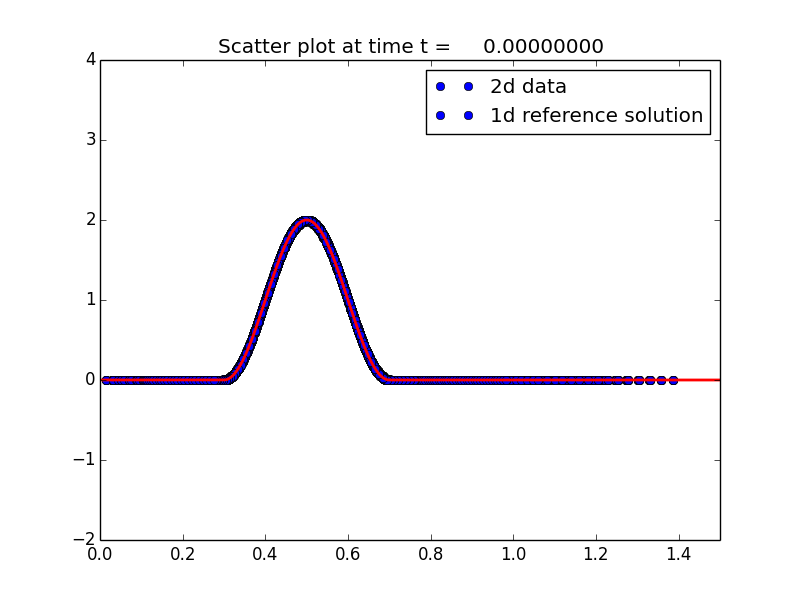 Scatter plot at time t =     0.00000000
2d data
1d reference solution
4
3
2
1
0
−1
−2
0.0 0.2 0.4 0.6 0.8 1.0 1.2 1.4